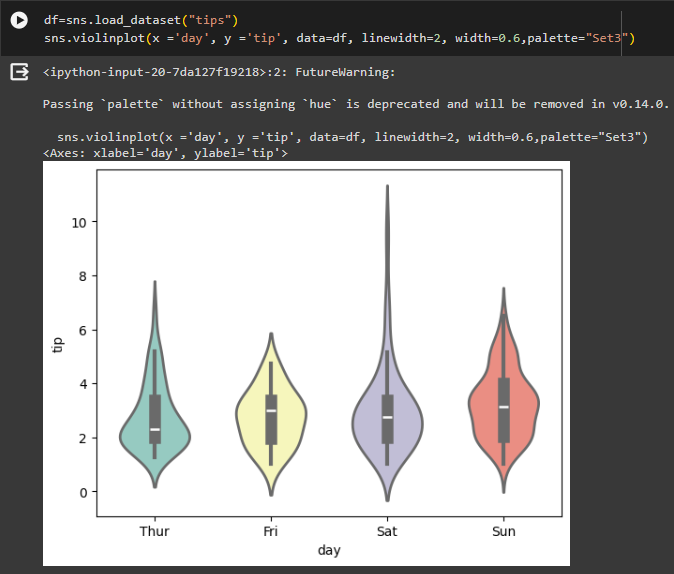 df=sns.load_dataset("tips")
sns.violinplot(x ='day', y ='tip', data=df, linewidth=2, width=0.6,palette="Set3")
<ipython-input-20-7da127f19218>:2: FutureWarning:
Passing `palette` without assigning `hue` is deprecated and will be removed in v0.14.0.
sns.violinplot(x ='day', y ='tip', data=df, linewidth=2, width=0.6,palette="Set3")
<Axes: xlabel='day', ylabel='tip'>
10
8
6
4
2
0
tip
Thur Fri Sat Sun
day